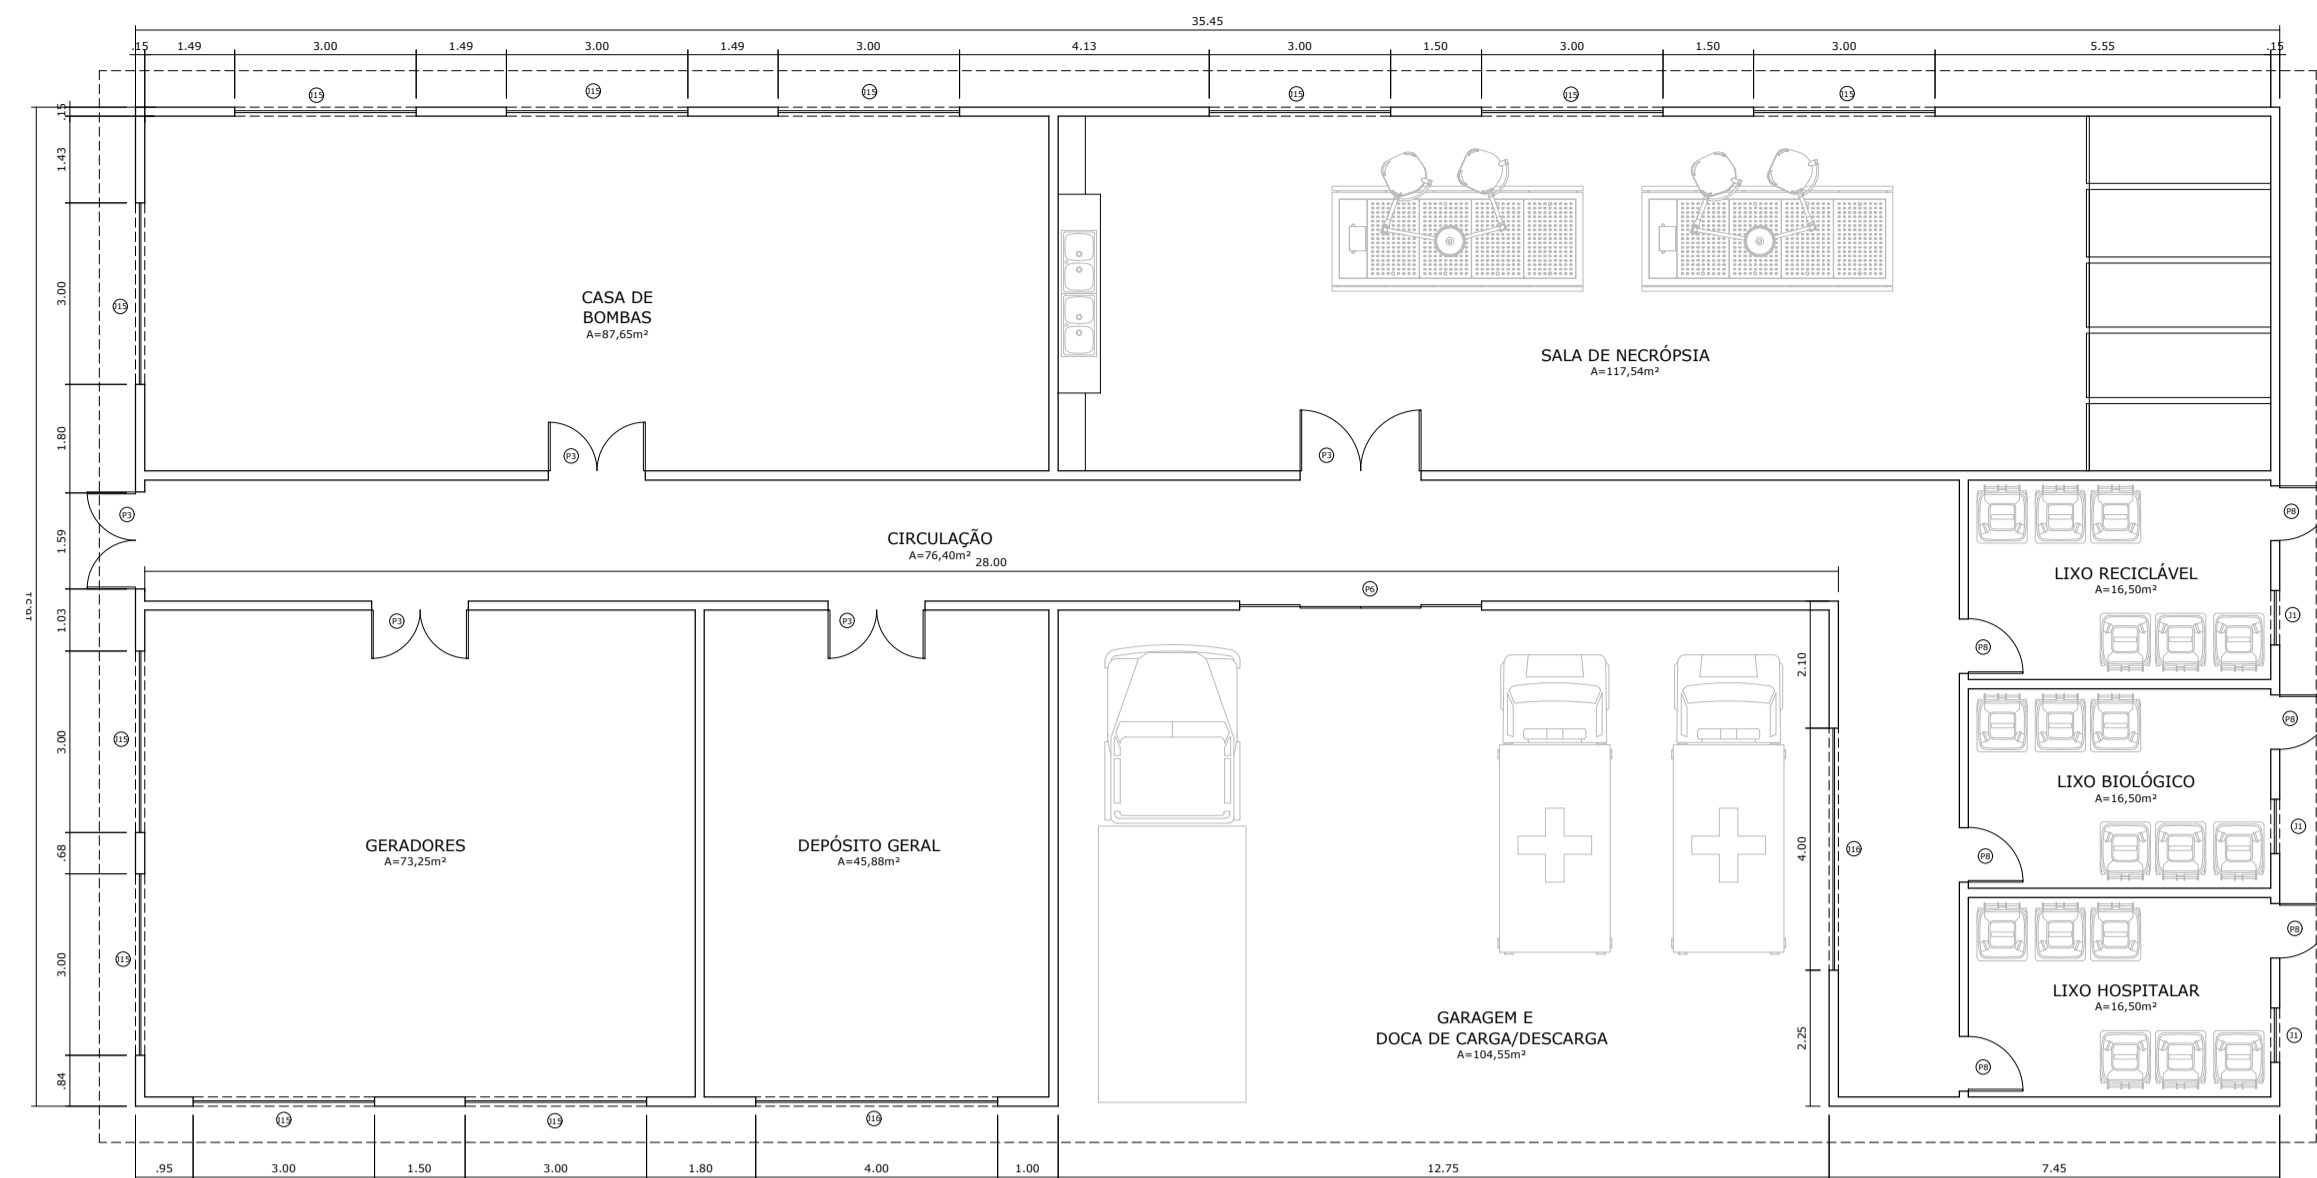 35.45
.15 1.49 3.00 1.49 3.00 1.49 3.00 4.13 3.00 1.50 3.00 1.50 3.00 5.55 .15
J15 J15 J15 J15 J15 J15
.15
1.43
3.00
J15
1.80
CASA DE
BOMBAS
A=87,65m²
SALA DE NECRÓPSIA
A=117,54m²
P3 P3
P3
1.59
CIRCULAÇÃO
A=76,40m²
28.00
P6
P8
LIXO RECICLÁVEL
A=16,50m²
J1
P8
16.51
1.03
P3 P3
2.10
J15
3.00
P8
LIXO BIOLÓGICO
A=16,50m²
J1
P8
.68
GERADORES
A=73,25m²
DEPÓSITO GERAL
A=45,88m²
4.00
J16
J15
3.00
P8
LIXO HOSPITALAR
A=16,50m²
J1
P8
GARAGEM E
DOCA DE CARGA/DESCARGA
A=104,55m²
2.25
.84
J15 J15 J16
.95 3.00 1.50 3.00 1.80 4.00 1.00 12.75 7.45